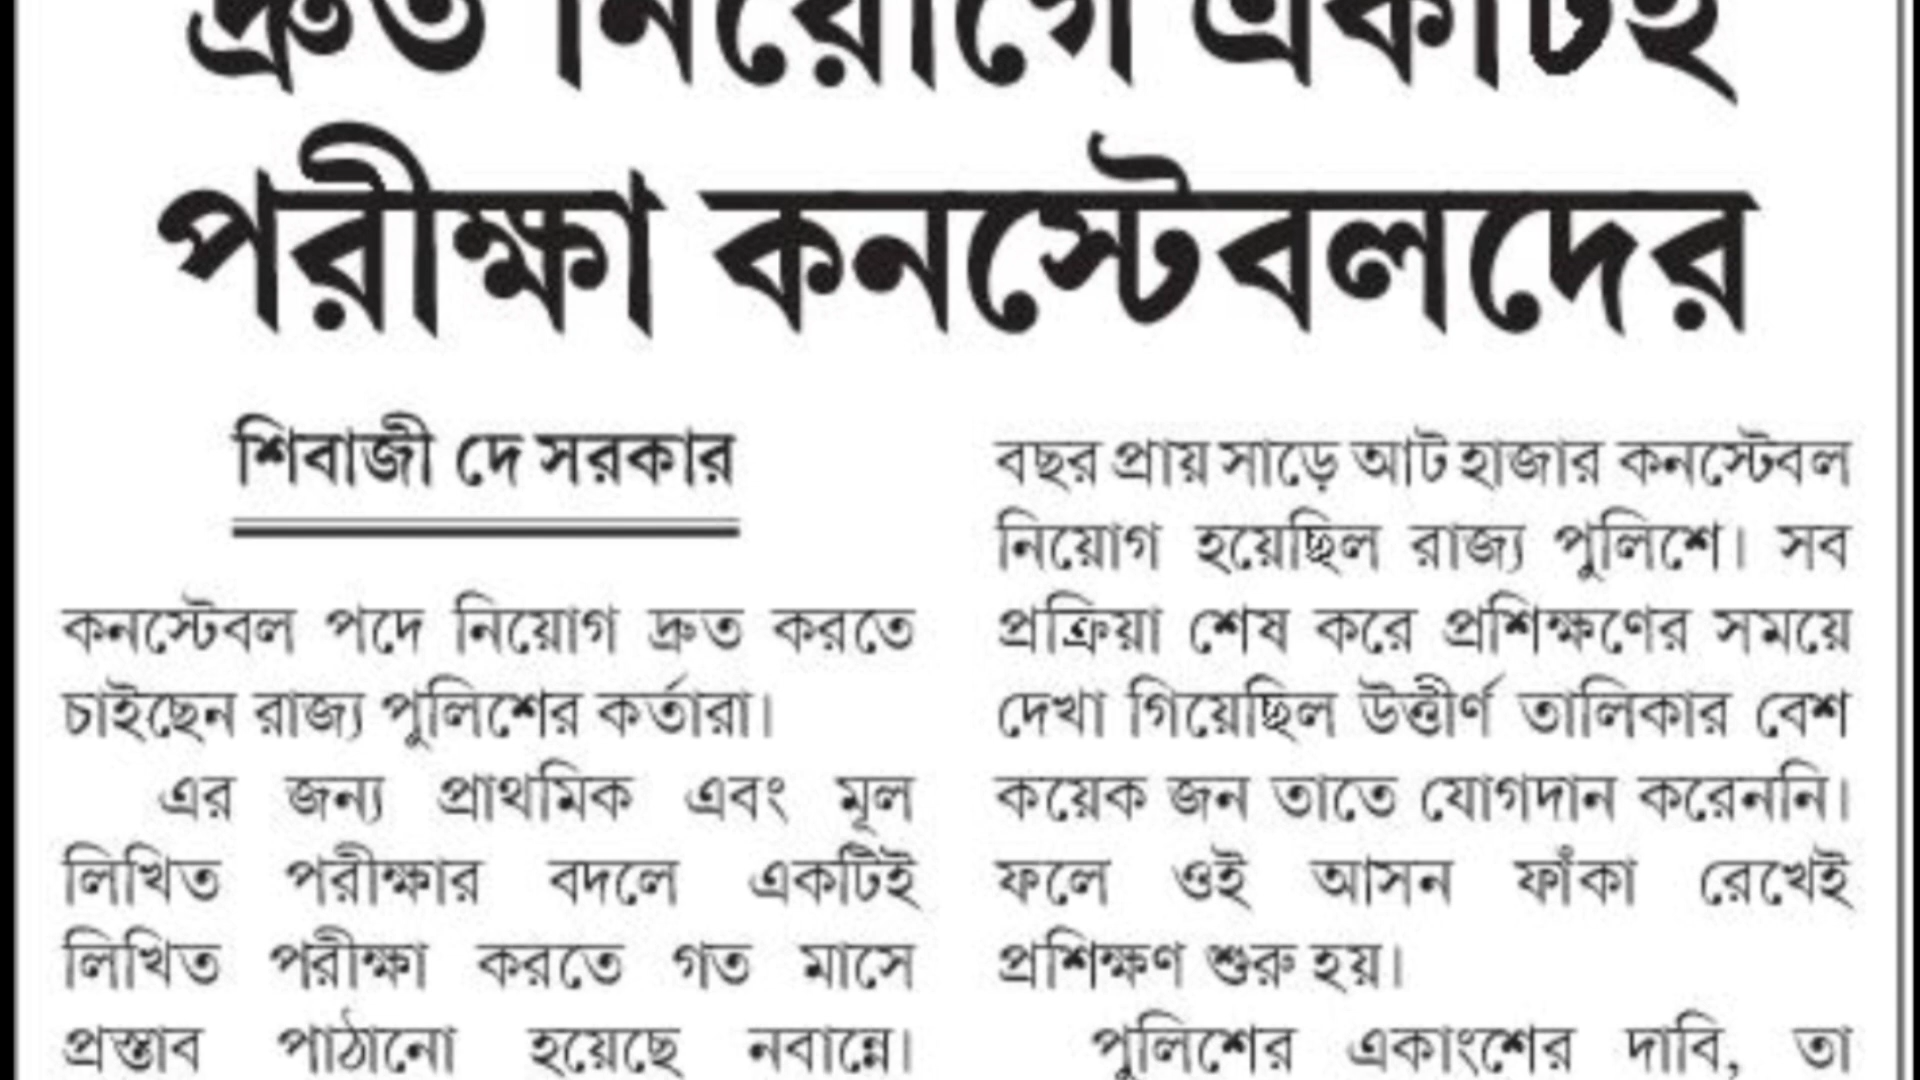 দ্রুত নিয়োগে একটিই
পরীক্ষা কনস্টেবলদের
শিবাজী দে সরকার
কনস্টেবল পদে নিয়োগ দ্রুত করতে
চাইছেন রাজ্য পুলিশের কর্তারা।
এর জন্য প্রাথমিক এবং মূল
লিখিত পরীক্ষার বদলে একটিই
লিখিত পরীক্ষা করতে গত মাসে
প্রস্তাব পাঠানো হয়েছে নবান্নে।
বছর প্রায় সাড়ে আট হাজার কনস্টেবল
নিয়োগ হয়েছিল রাজ্য পুলিশে। সব
প্রক্রিয়া শেষ করে প্রশিক্ষণের সময়ে
দেখা গিয়েছিল উত্তীর্ণ তালিকার বেশ
কয়েক জন তাতে যোগদান করেননি।
ফলে ওই আসন ফাঁকা রেখেই
প্রশিক্ষণ শুরু হয়।
পুলিশের একাংশের দাবি, তা